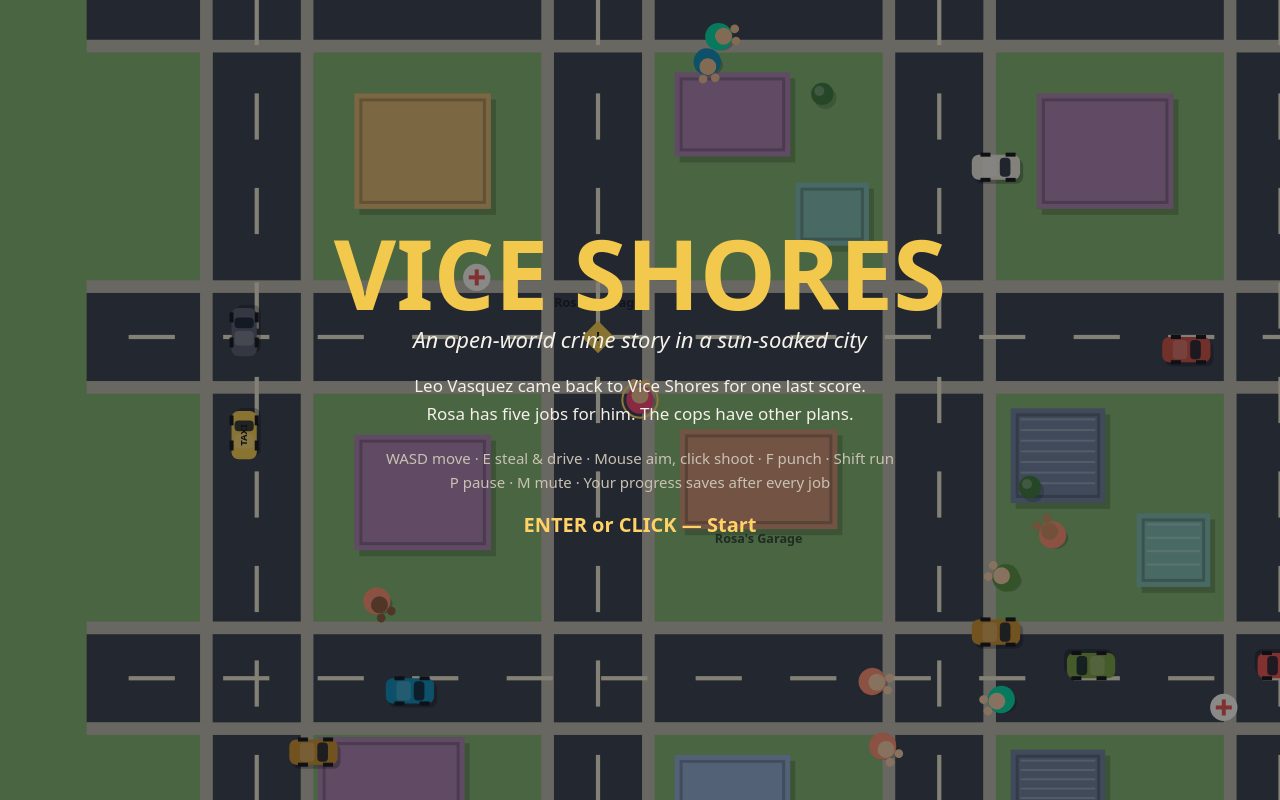 VICE SHORES
An open-world crime story in a sun-soaked city
Leo Vasquez came back to Vice Shores for one last score.
Rosa has five jobs for him. The cops have other plans.
WASD move · E steal & drive · Mouse aim, click shoot · F punch · Shift run
P pause · M mute · Your progress saves after every job
ENTER or CLICK — Start
Rosa's Garage
TAXI